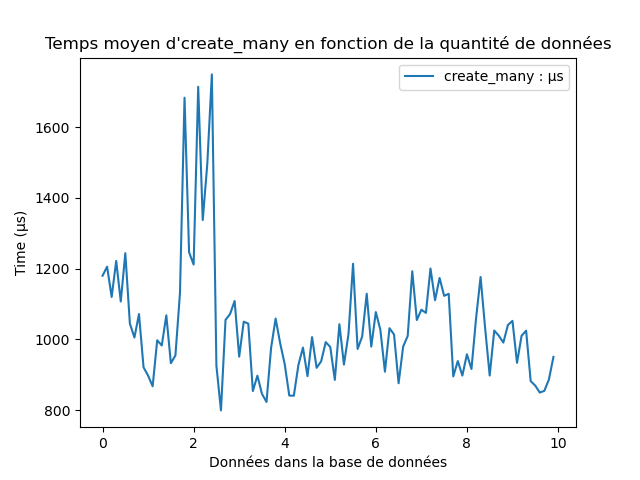 Temps moyen d'create_many en fonction de la quantité de données
create_many : µs
Time (µs)
1600
1400
1200
1000
800
0 2 4 6 8 10
Données dans la base de données